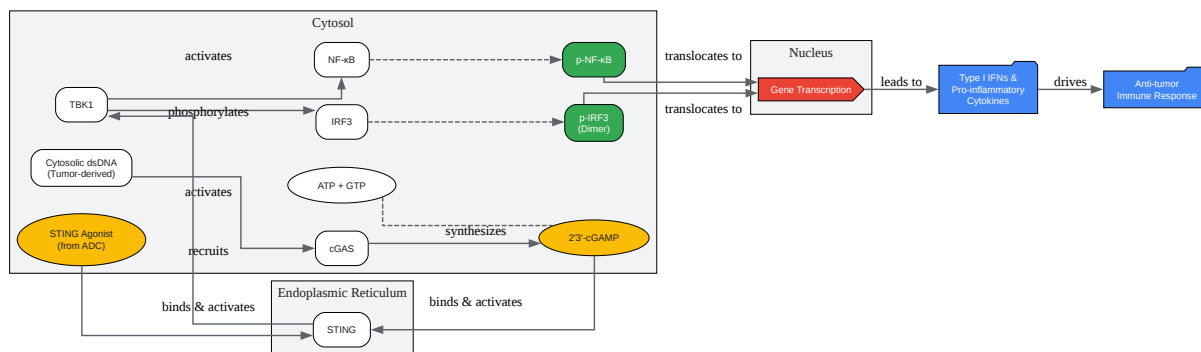 Cytosol
activates
NF-κB
p-NF-κB
translocates to
Nucleus
TBK1
phosphorylates
IRF3
p-IRF3
(Dimer)
translocates to
Gene Transcription
leads to
Type I IFNs &
Pro-inflammatory
Cytokines
drives
Anti-tumor
Immune Response
Cytosolic dsDNA
(Tumor-derived)
activates
ATP + GTP
STING Agonist
(from ADC)
recruits
cGAS
synthesizes
2'3'-cGAMP
Endoplasmic Reticulum
binds & activates
binds & activates
STING